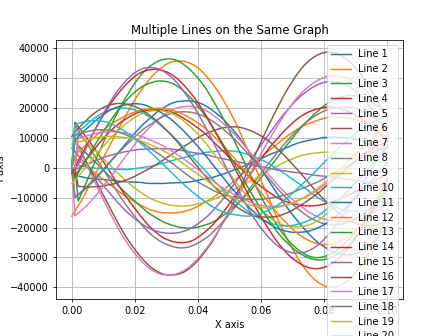 Multiple Lines on the Same Graph
40000
30000
20000
10000
0
−10000
−20000
−30000
−40000
0.00
0.02
0.04
0.06
0.08
X axis
Line 1
Line 2
Line 3
Line 4
Line 5
Line 6
Line 7
Line 8
Line 9
Line 10
Line 11
Line 12
Line 13
Line 14
Line 15
Line 16
Line 17
Line 18
Line 19
Line 20